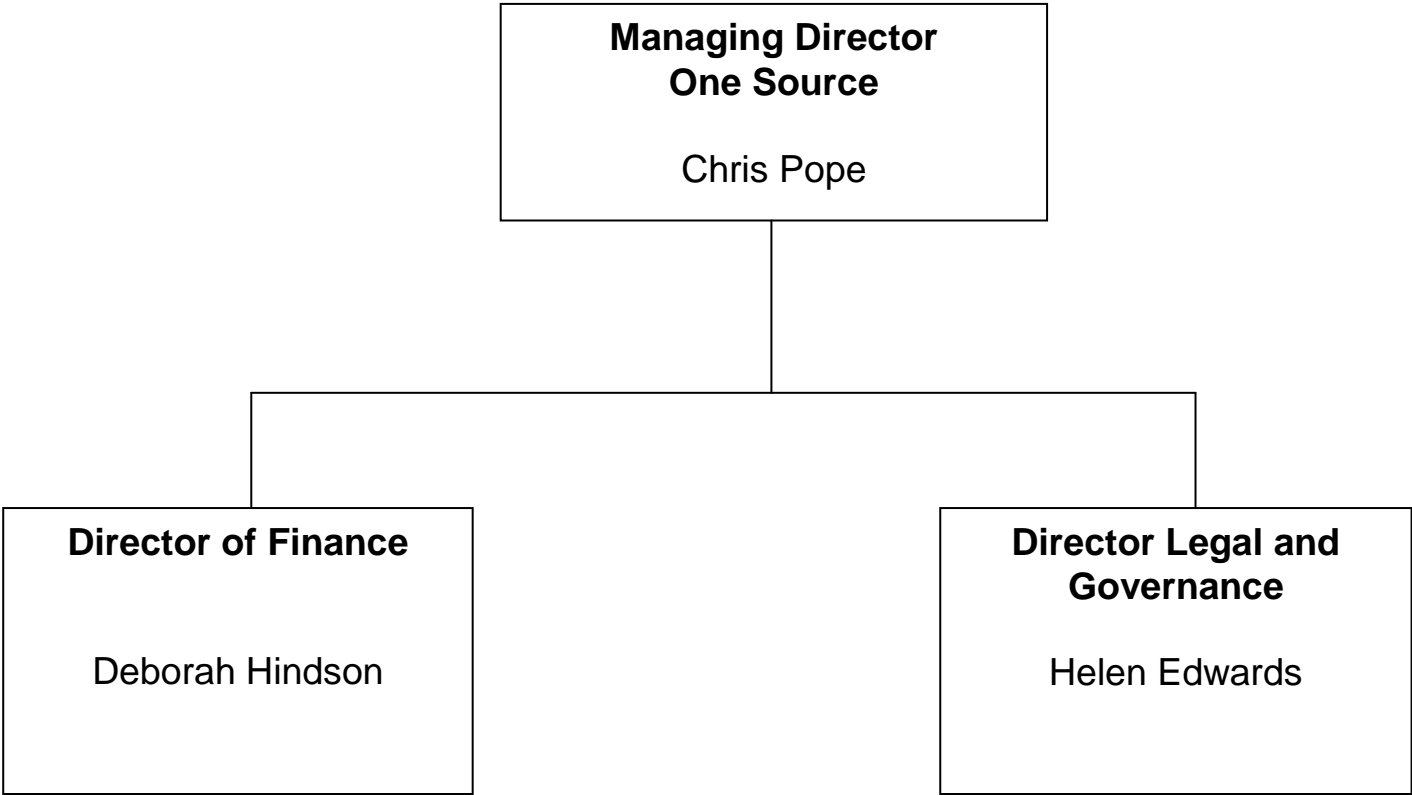 Managing Director
One Source
Chris Pope
Director of Finance
Deborah Hindson
Director Legal and
Governance
Helen Edwards